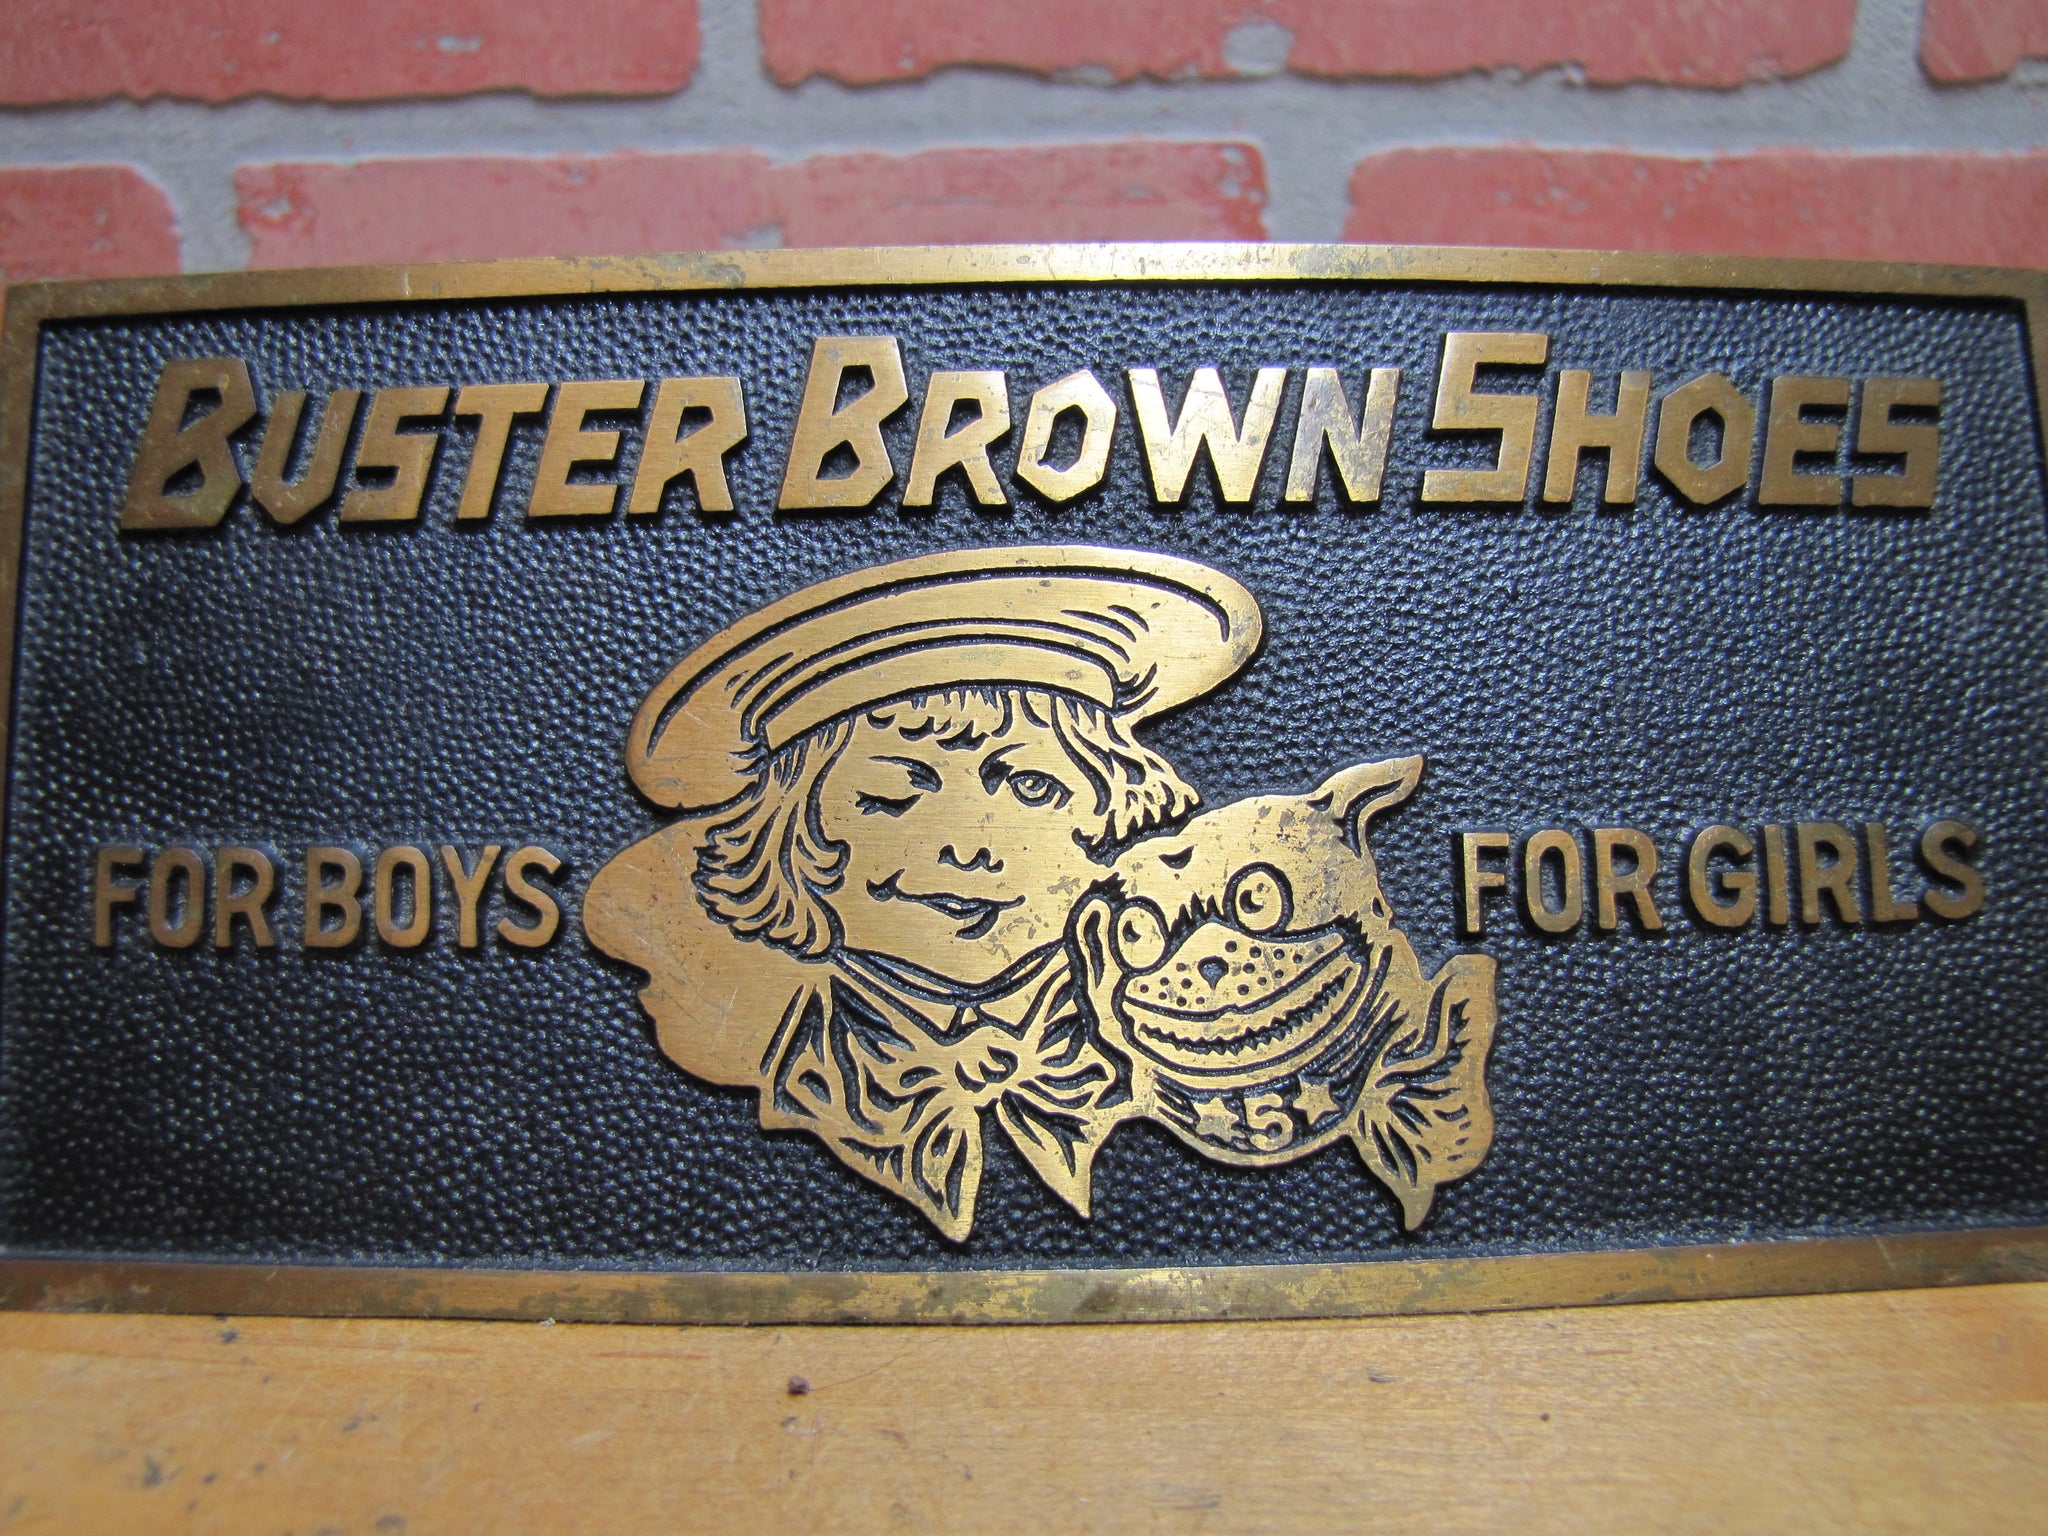 BUSTER BROWN SHOES
FOR BOYS FOR GIRLS
★5★